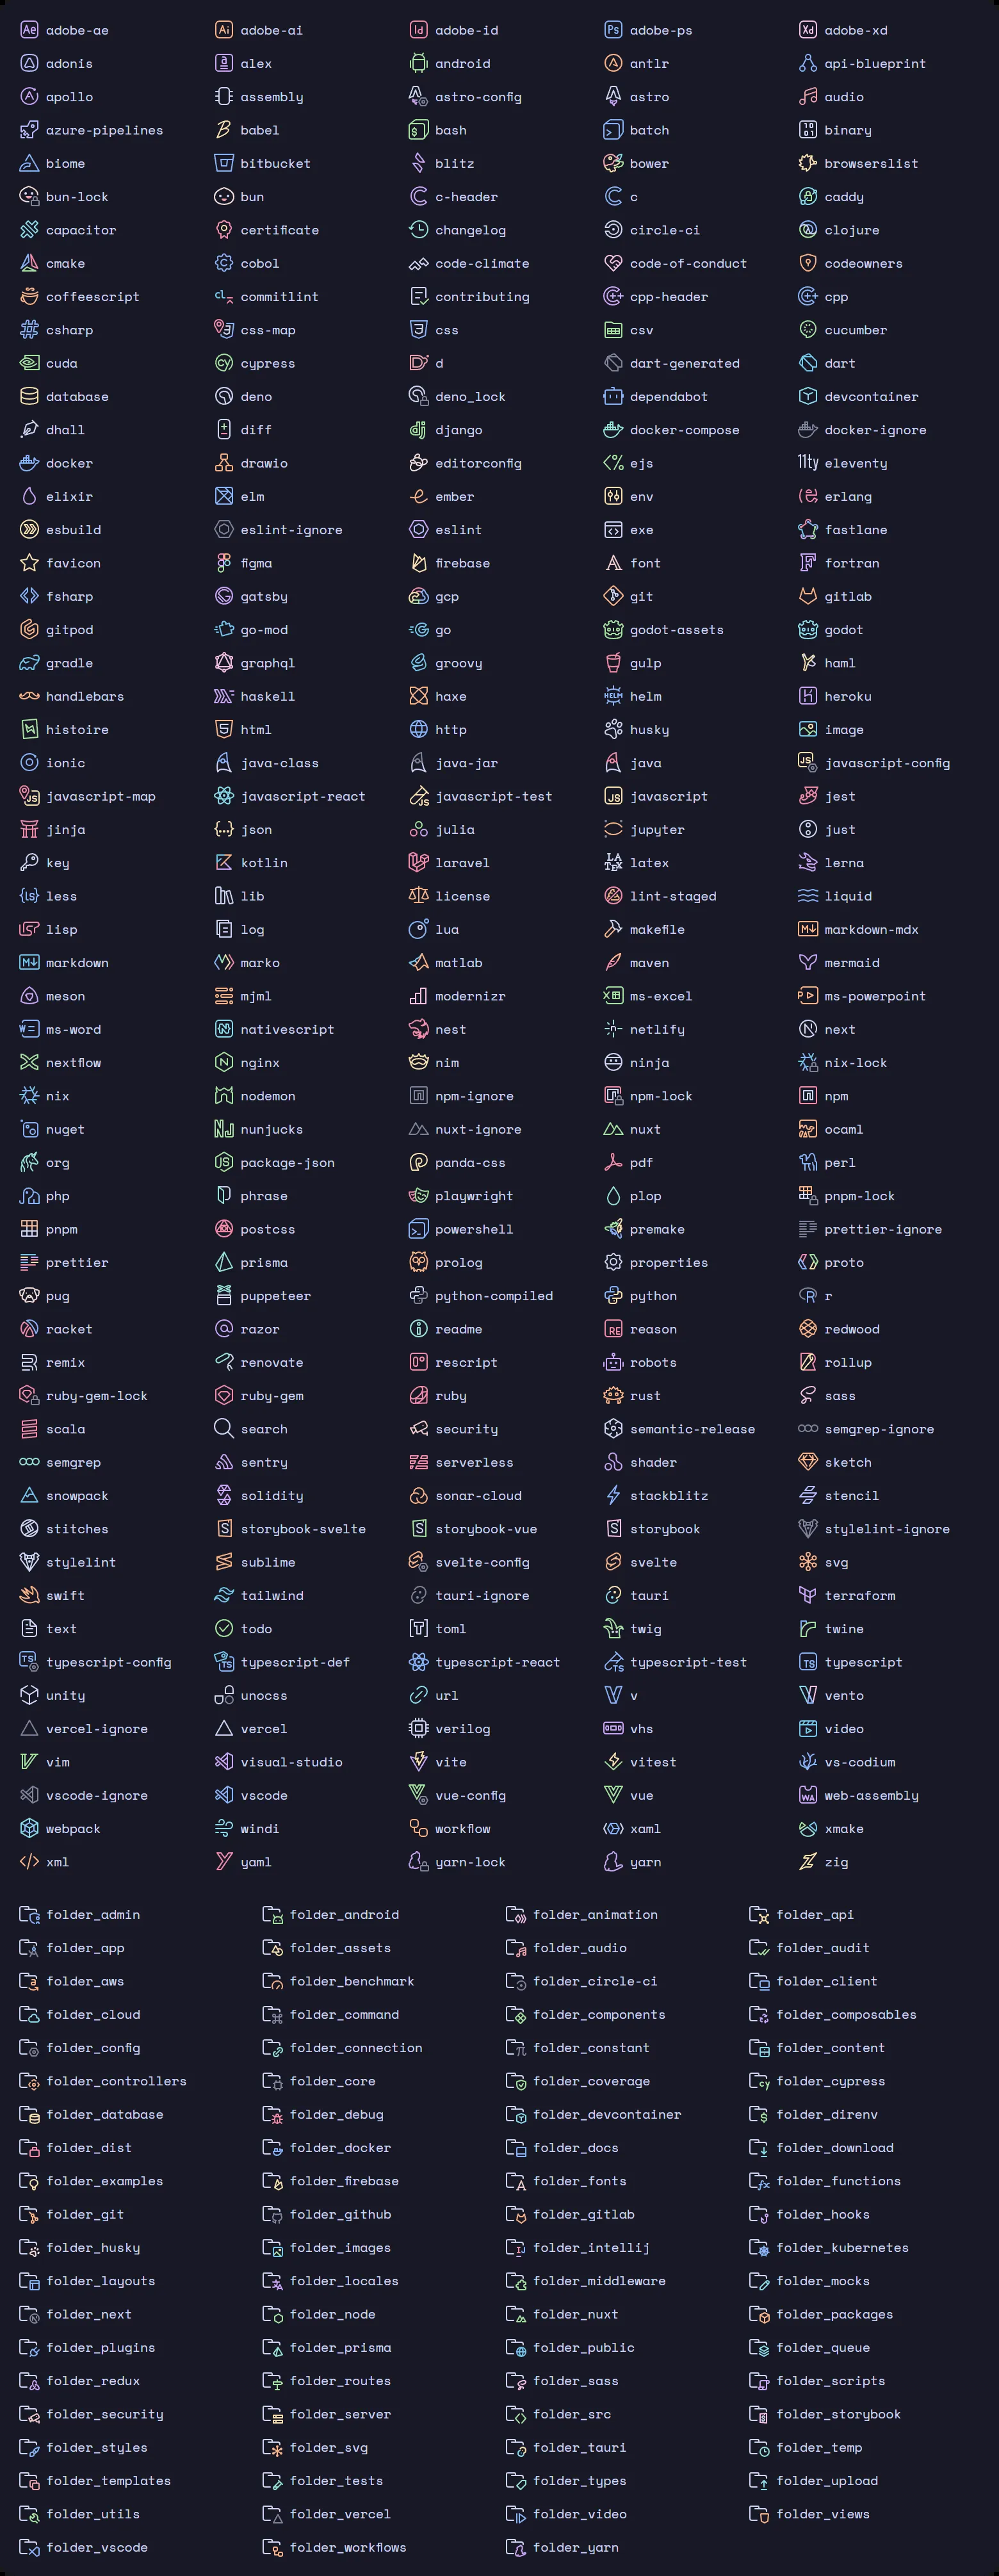 adobe-ae adobe-ai adobe-id adobe-ps adobe-xd
adonis alex android antlr api-blueprint
apollo assembly astro-config astro audio
azure-pipelines babel bash batch binary
biome bitbucket blitz bower browserslist
bun-lock bun c-header c caddy
capacitor certificate changelog circle-ci clojure
cmake cobol code-climate code-of-conduct codeowners
coffeescript commitlint contributing cpp-header cpp
csharp css-map css csv cucumber
cuda cypress d dart-generated dart
database deno deno_lock dependabot devcontainer
dhall diff django docker-compose docker-ignore
docker drawio editorconfig ejs eleventy
elixir elm ember env erlang
esbuild eslint-ignore eslint exe fastlane
favicon figma firebase font fortran
fsharp gatsby gcp git gitlab
gitpod go-mod go godot-assets godot
gradle graphql groovy gulp haml
handlebars haskell haxe helm heroku
histoire html http husky image
ionic java-class java-jar java javascript-config
javascript-map javascript-react javascript-test javascript jest
jinja json julia jupyter just
key kotlin laravel latex lerna
less lib license lint-staged liquid
lisp log lua makefile markdown-mdx
markdown marko matlab maven mermaid
meson mjml modernizr ms-excel ms-powerpoint
ms-word nativescript nest netlify next
nextflow nginx nim ninja nix-lock
nix nodemon npm-ignore npm-lock npm
nuget nunjucks nuxt-ignore nuxt ocaml
org package-json panda-css pdf perl
php phrase playwright plop pnpm-lock
pnpm postcss powershell premake prettier-ignore
prettier prisma prolog properties proto
pug puppeteer python-compiled python r
racket razor readme reason redwood
remix renovate rescript robots rollup
ruby-gem-lock ruby-gem ruby rust sass
scala search security semantic-release semgrep-ignore
semgrep sentry serverless shader sketch
snowpack solidity sonar-cloud stackblitz stencil
stitches storybook-svelte storybook-vue storybook stylelint-ignore
stylelint sublime svelte-config svelte svg
swift tailwind tauri-ignore tauri terraform
text todo toml twig twine
typescript-config typescript-def typescript-react typescript-test typescript
unity unocss url v vento
vercel-ignore vercel verilog vhs video
vim visual-studio vite vitest vs-codium
vscode-ignore vscode vue-config vue web-assembly
webpack windi workflow xaml xmake
xml yaml yarn-lock yarn zig
folder_admin folder_android folder_animation folder_api
folder_app folder_assets folder_audio folder_audit
folder_aws folder_benchmark folder_circle-ci folder_client
folder_cloud folder_command folder_components folder_composables
folder_config folder_connection folder_constant folder_content
folder_controllers folder_core folder_coverage folder_cypress
folder_database folder_debug folder_devcontainer folder_direnv
folder_dist folder_docker folder_docs folder_download
folder_examples folder_firebase folder_fonts folder_functions
folder_git folder_github folder_gitlab folder_hooks
folder_husky folder_images folder_intellij folder_kubernetes
folder_layouts folder_locales folder_middleware folder_mocks
folder_next folder_node folder_nuxt folder_packages
folder_plugins folder_prisma folder_public folder_queue
folder_redux folder_routes folder_sass folder_scripts
folder_security folder_server folder_src folder_storybook
folder_styles folder_svg folder_tauri folder_temp
folder_templates folder_tests folder_types folder_upload
folder_utils folder_vercel folder_video folder_views
folder_vscode folder_workflows folder_yarn